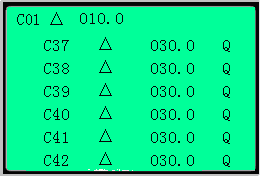 C01 △ 010.0
C37 △ 030.0 Q
C38 △ 030.0 Q
C39 △ 030.0 Q
C40 △ 030.0 Q
C41 △ 030.0 Q
C42 △ 030.0 Q